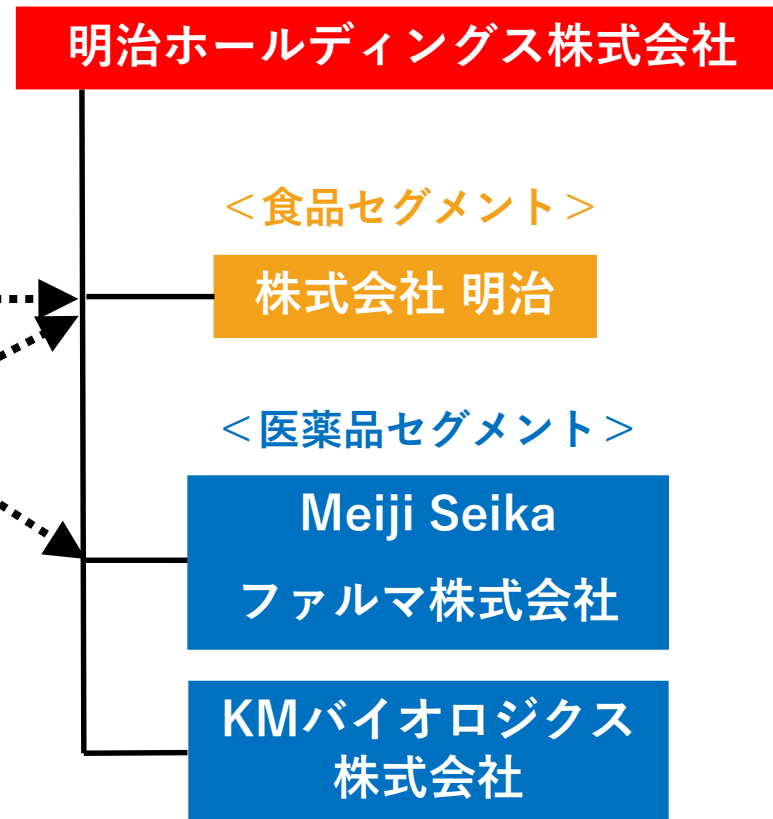 明治ホールディングス株式会社
＜食品セグメント＞
株式会社 明治
＜医薬品セグメント＞
Meiji Seika
ファルマ株式会社
KMバイオロジクス
株式会社